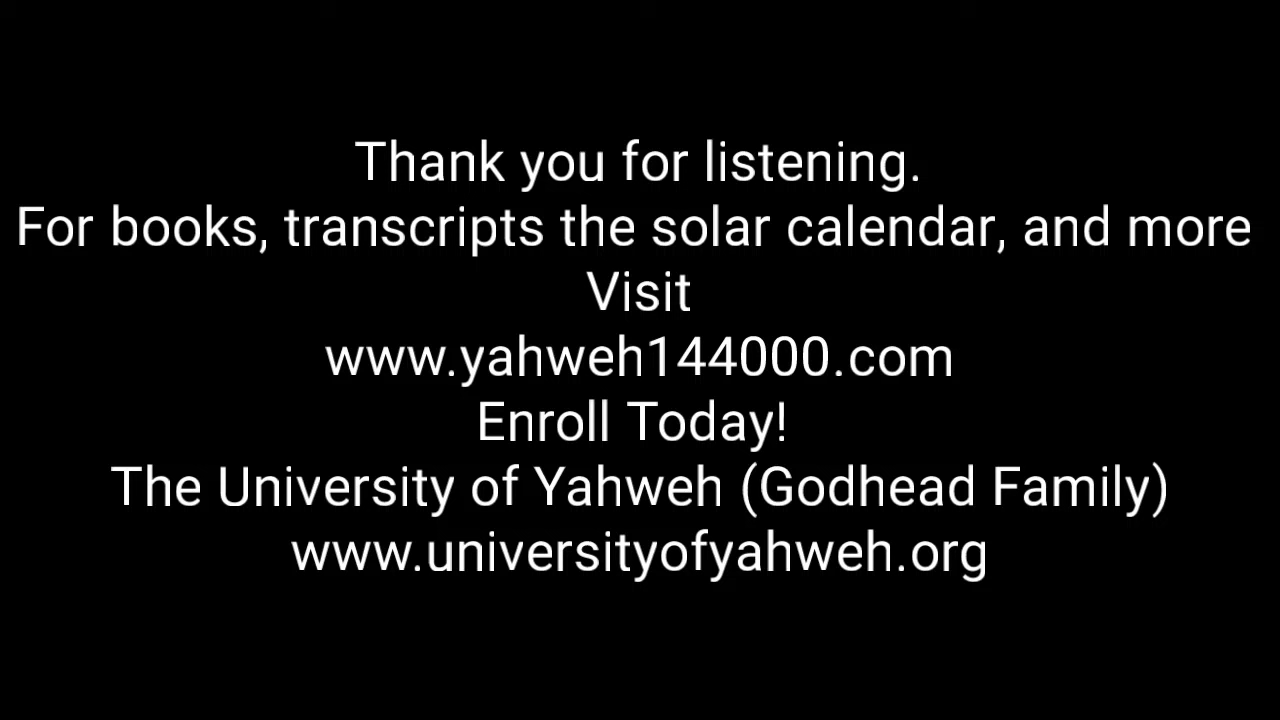 Thank you for listening.
For books, transcripts the solar calendar, and more
Visit
www.yahweh144000.com
Enroll Today!
The University of Yahweh (Godhead Family)
www.universityofyahweh.org